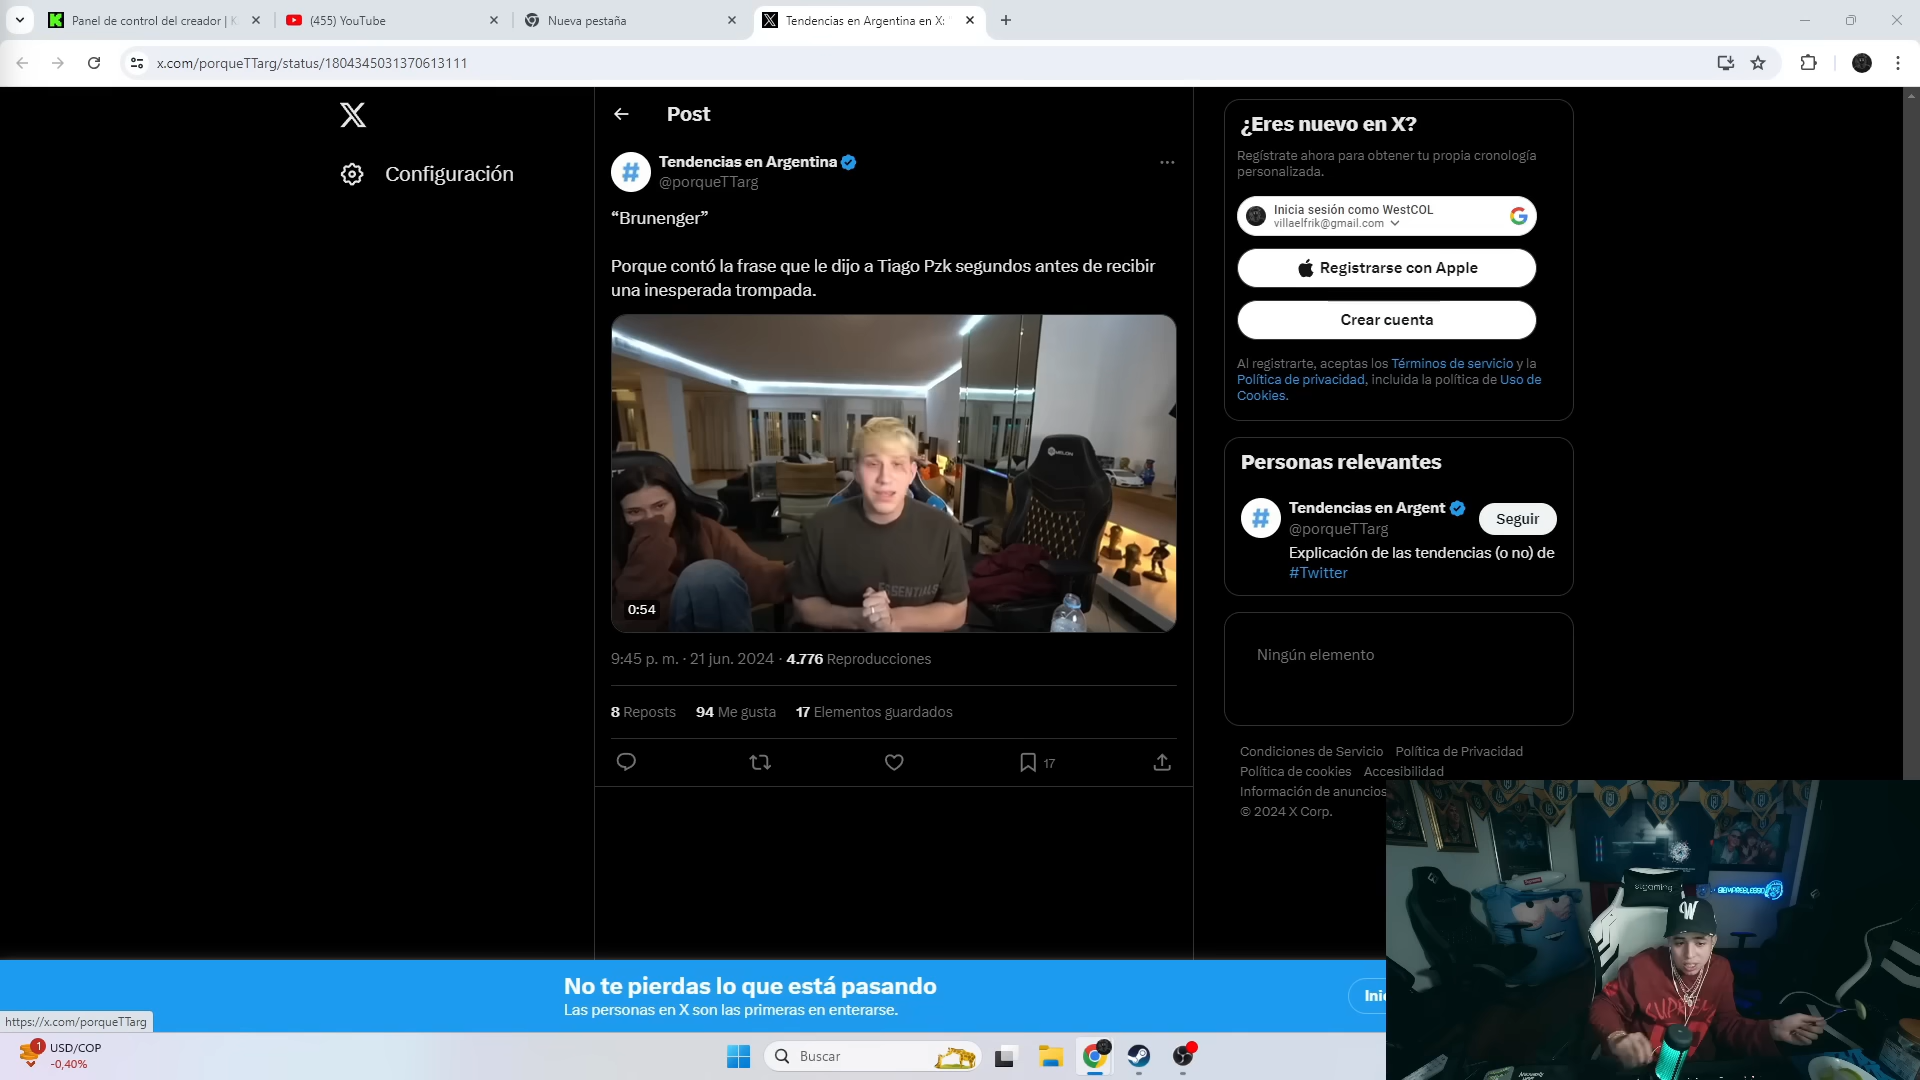 Panel de control del creador | K
(455) YouTube
Nueva pestaña
Tendencias en Argentina en X:
x.com/porqueTTarg/status/1804345031370613111
Configuración
Post
Tendencias en Argentina
@porqueTTarg
“Brunenger”
Porque contó la frase que le dijo a Tiago Pzk segundos antes de recibir
una inesperada trompada.
ESSENTIALS
0:54
9:45 p. m. · 21 jun. 2024 · 4.776 Reproducciones
8 Reposts 94 Me gusta 17 Elementos guardados
17
¿Eres nuevo en X?
Regístrate ahora para obtener tu propia cronología
personalizada.
Inicia sesión como WestCOL
villaelfrik@gmail.com
Registrarse con Apple
Crear cuenta
Al registrarte, aceptas los Términos de servicio y la
Política de privacidad, incluida la política de Uso de
Cookies.
Personas relevantes
Tendencias en Argent
@porqueTTarg
Seguir
Explicación de las tendencias (o no) de
#Twitter
Ningún elemento
Condiciones de Servicio Política de Privacidad
Política de cookies Accesibilidad
Información de anuncios
© 2024 X Corp.
No te pierdas lo que está pasando
Las personas en X son las primeras en enterarse.
Inic
https://x.com/porqueTTarg
1
USD/COP
-0,40%
Buscar
W
SUPREME